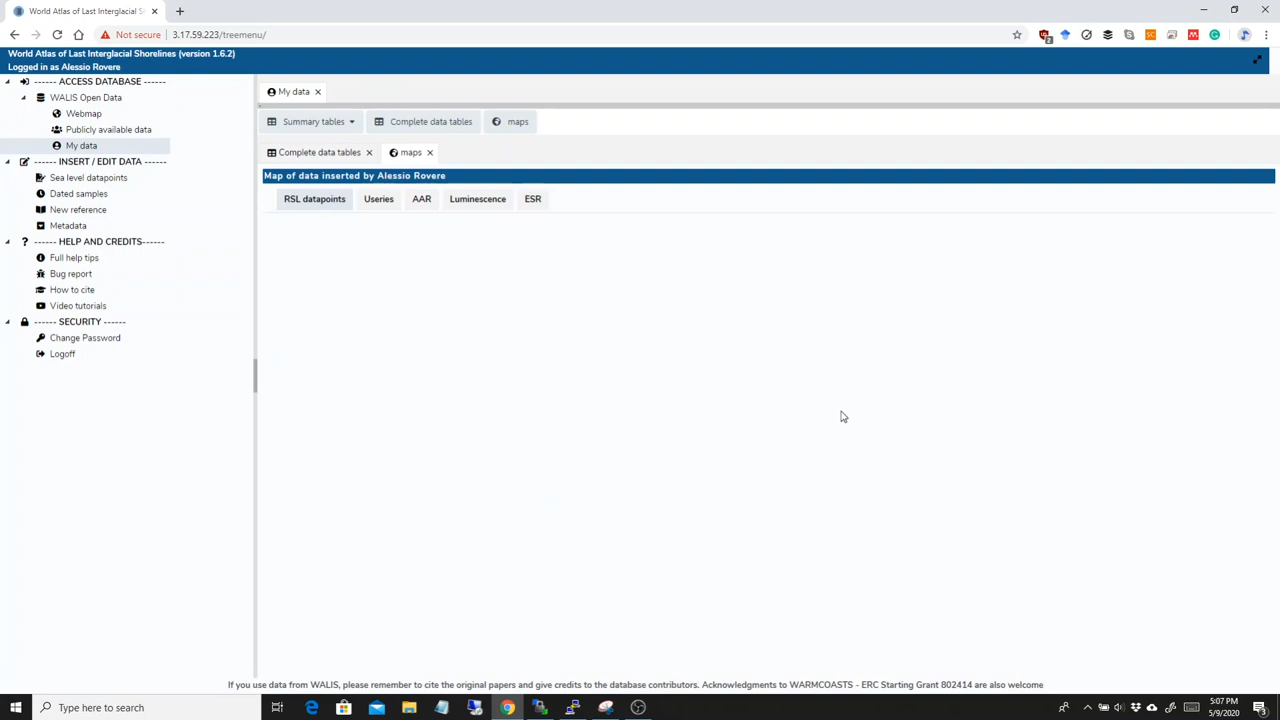 World Atlas of Last Interglacial Sh
Not secure
3.17.59.223/treemenu/
World Atlas of Last Interglacial Shorelines (version 1.6.2)
Logged in as Alessio Rovere
------ ACCESS DATABASE ------
WALIS Open Data
Webmap
Publicly available data
My data
------ INSERT / EDIT DATA ------
Sea level datapoints
Dated samples
New reference
Metadata
------ HELP AND CREDITS------
Full help tips
Bug report
How to cite
Video tutorials
------ SECURITY ------
Change Password
Logoff
My data
Summary tables
Complete data tables
maps
Complete data tables
maps
Map of data inserted by Alessio Rovere
RSL datapoints
Useries
AAR
Luminescence
ESR
If you use data from WALIS, please remember to cite the original papers and give credits to the database contributors. Acknowledgments to WARMCOASTS - ERC Starting Grant 802414 are also welcome
Type here to search
5:07 PM
5/9/2020